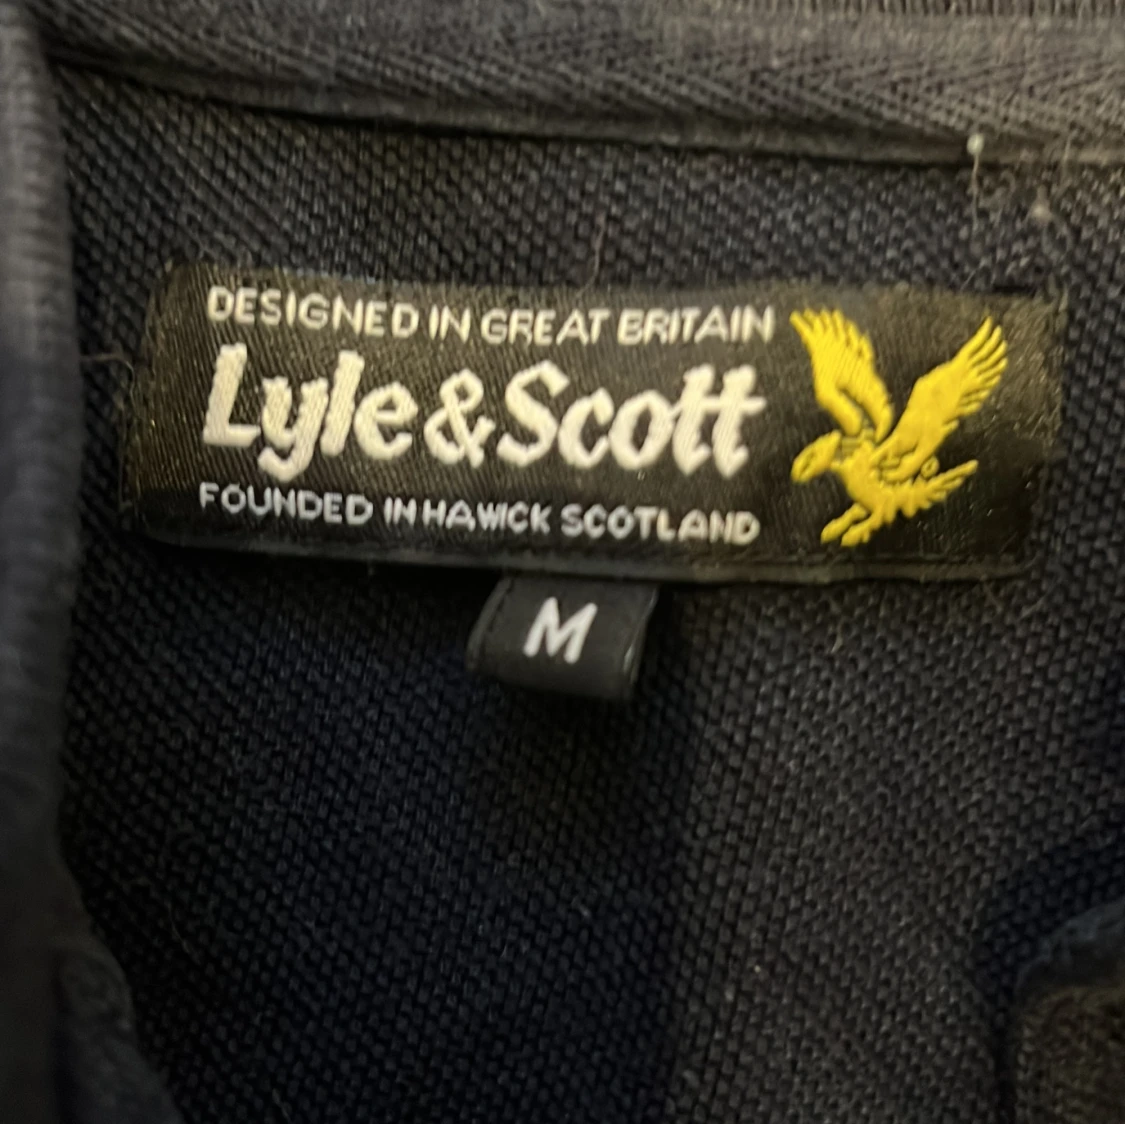 DESIGNED IN GREAT BRITAIN
Lyle & Scott
FOUNDED IN HAWICK SCOTLAND
M